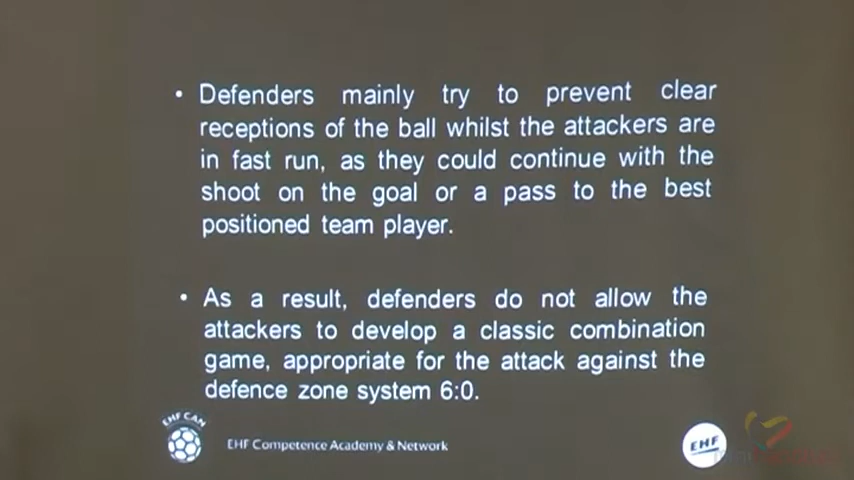 • Defenders mainly try to prevent clear
receptions of the ball whilst the attackers are
in fast run, as they could continue with the
shoot on the goal or a pass to the best
positioned team player.
• As a result, defenders do not allow the
attackers to develop a classic combination
game, appropriate for the attack against the
defence zone system 6:0.
EHF CAN
EHF Competence Academy & Network
EHF